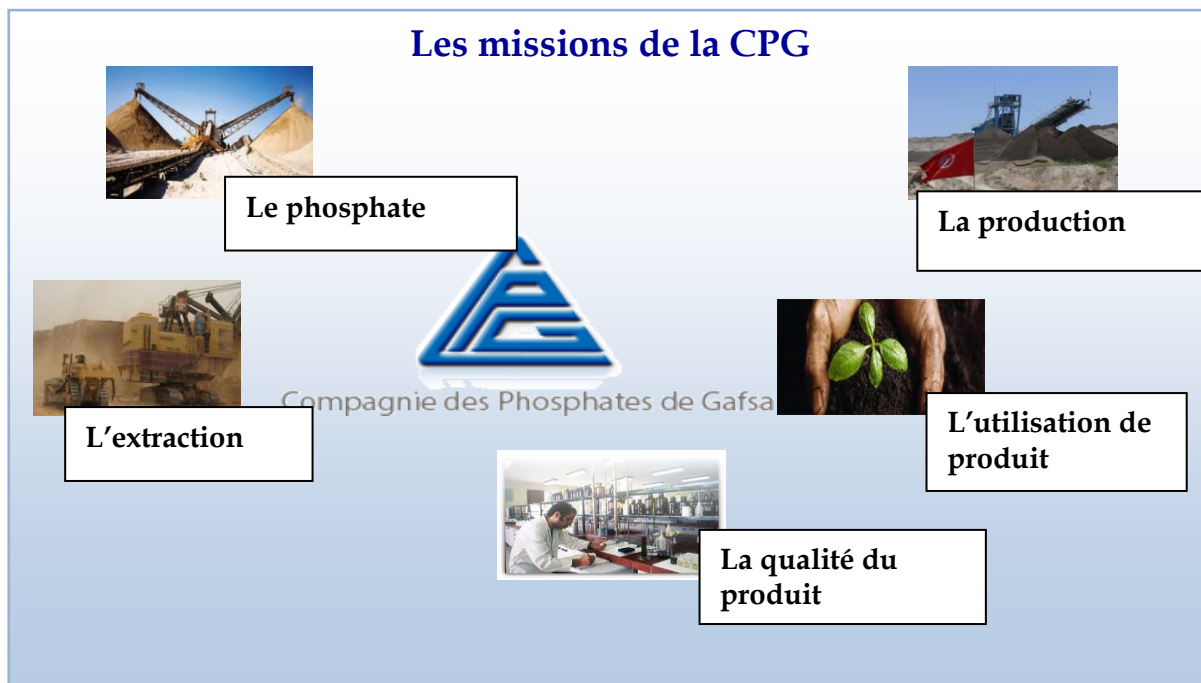 Les missions de la CPG
Le phosphate
La production
CPG
Compagnie des Phosphates de Gafsa
L'extraction
L'utilisation de
produit
La qualité du
produit